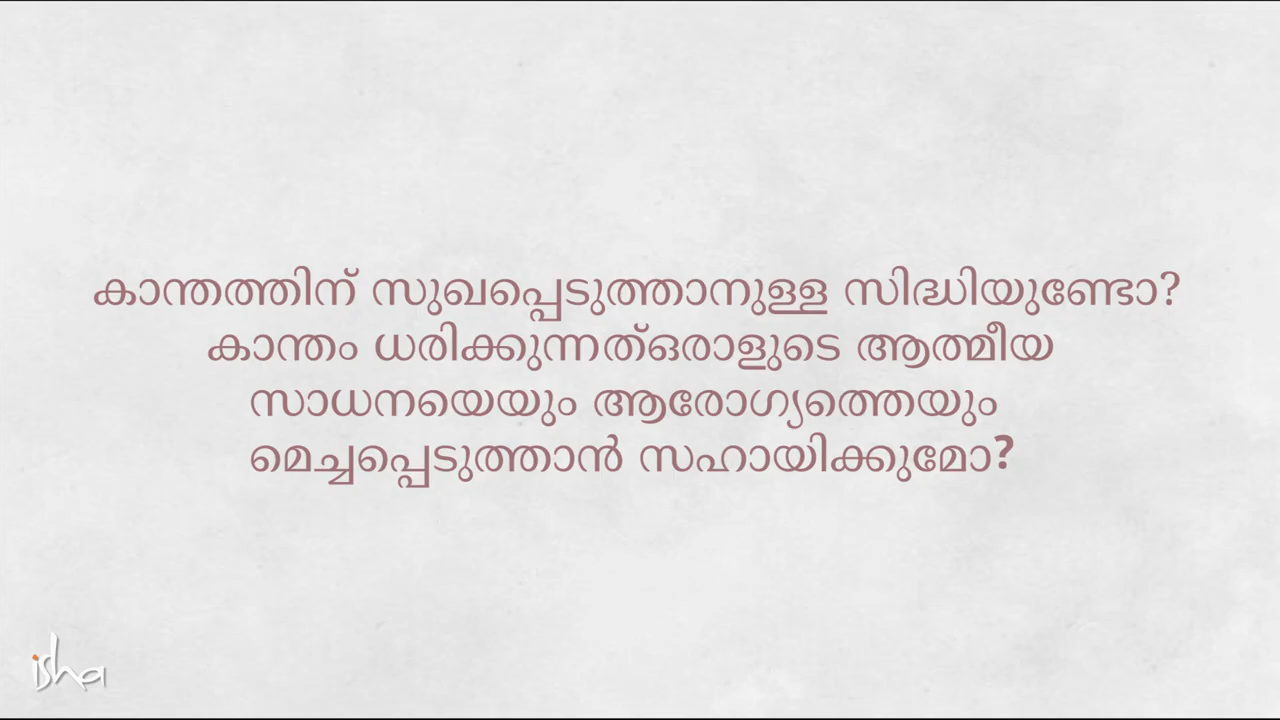 കാന്തത്തിന് സുഖപ്പെടുത്താനുള്ള സിദ്ധിയുണ്ടോ?
കാന്തം ധരിക്കുന്നത്ഒരാളുടെ ആത്മീയ
സാധനയെയും ആരോഗ്യത്തെയും
മെച്ചപ്പെടുത്താൻ സഹായിക്കുമോ?
isha